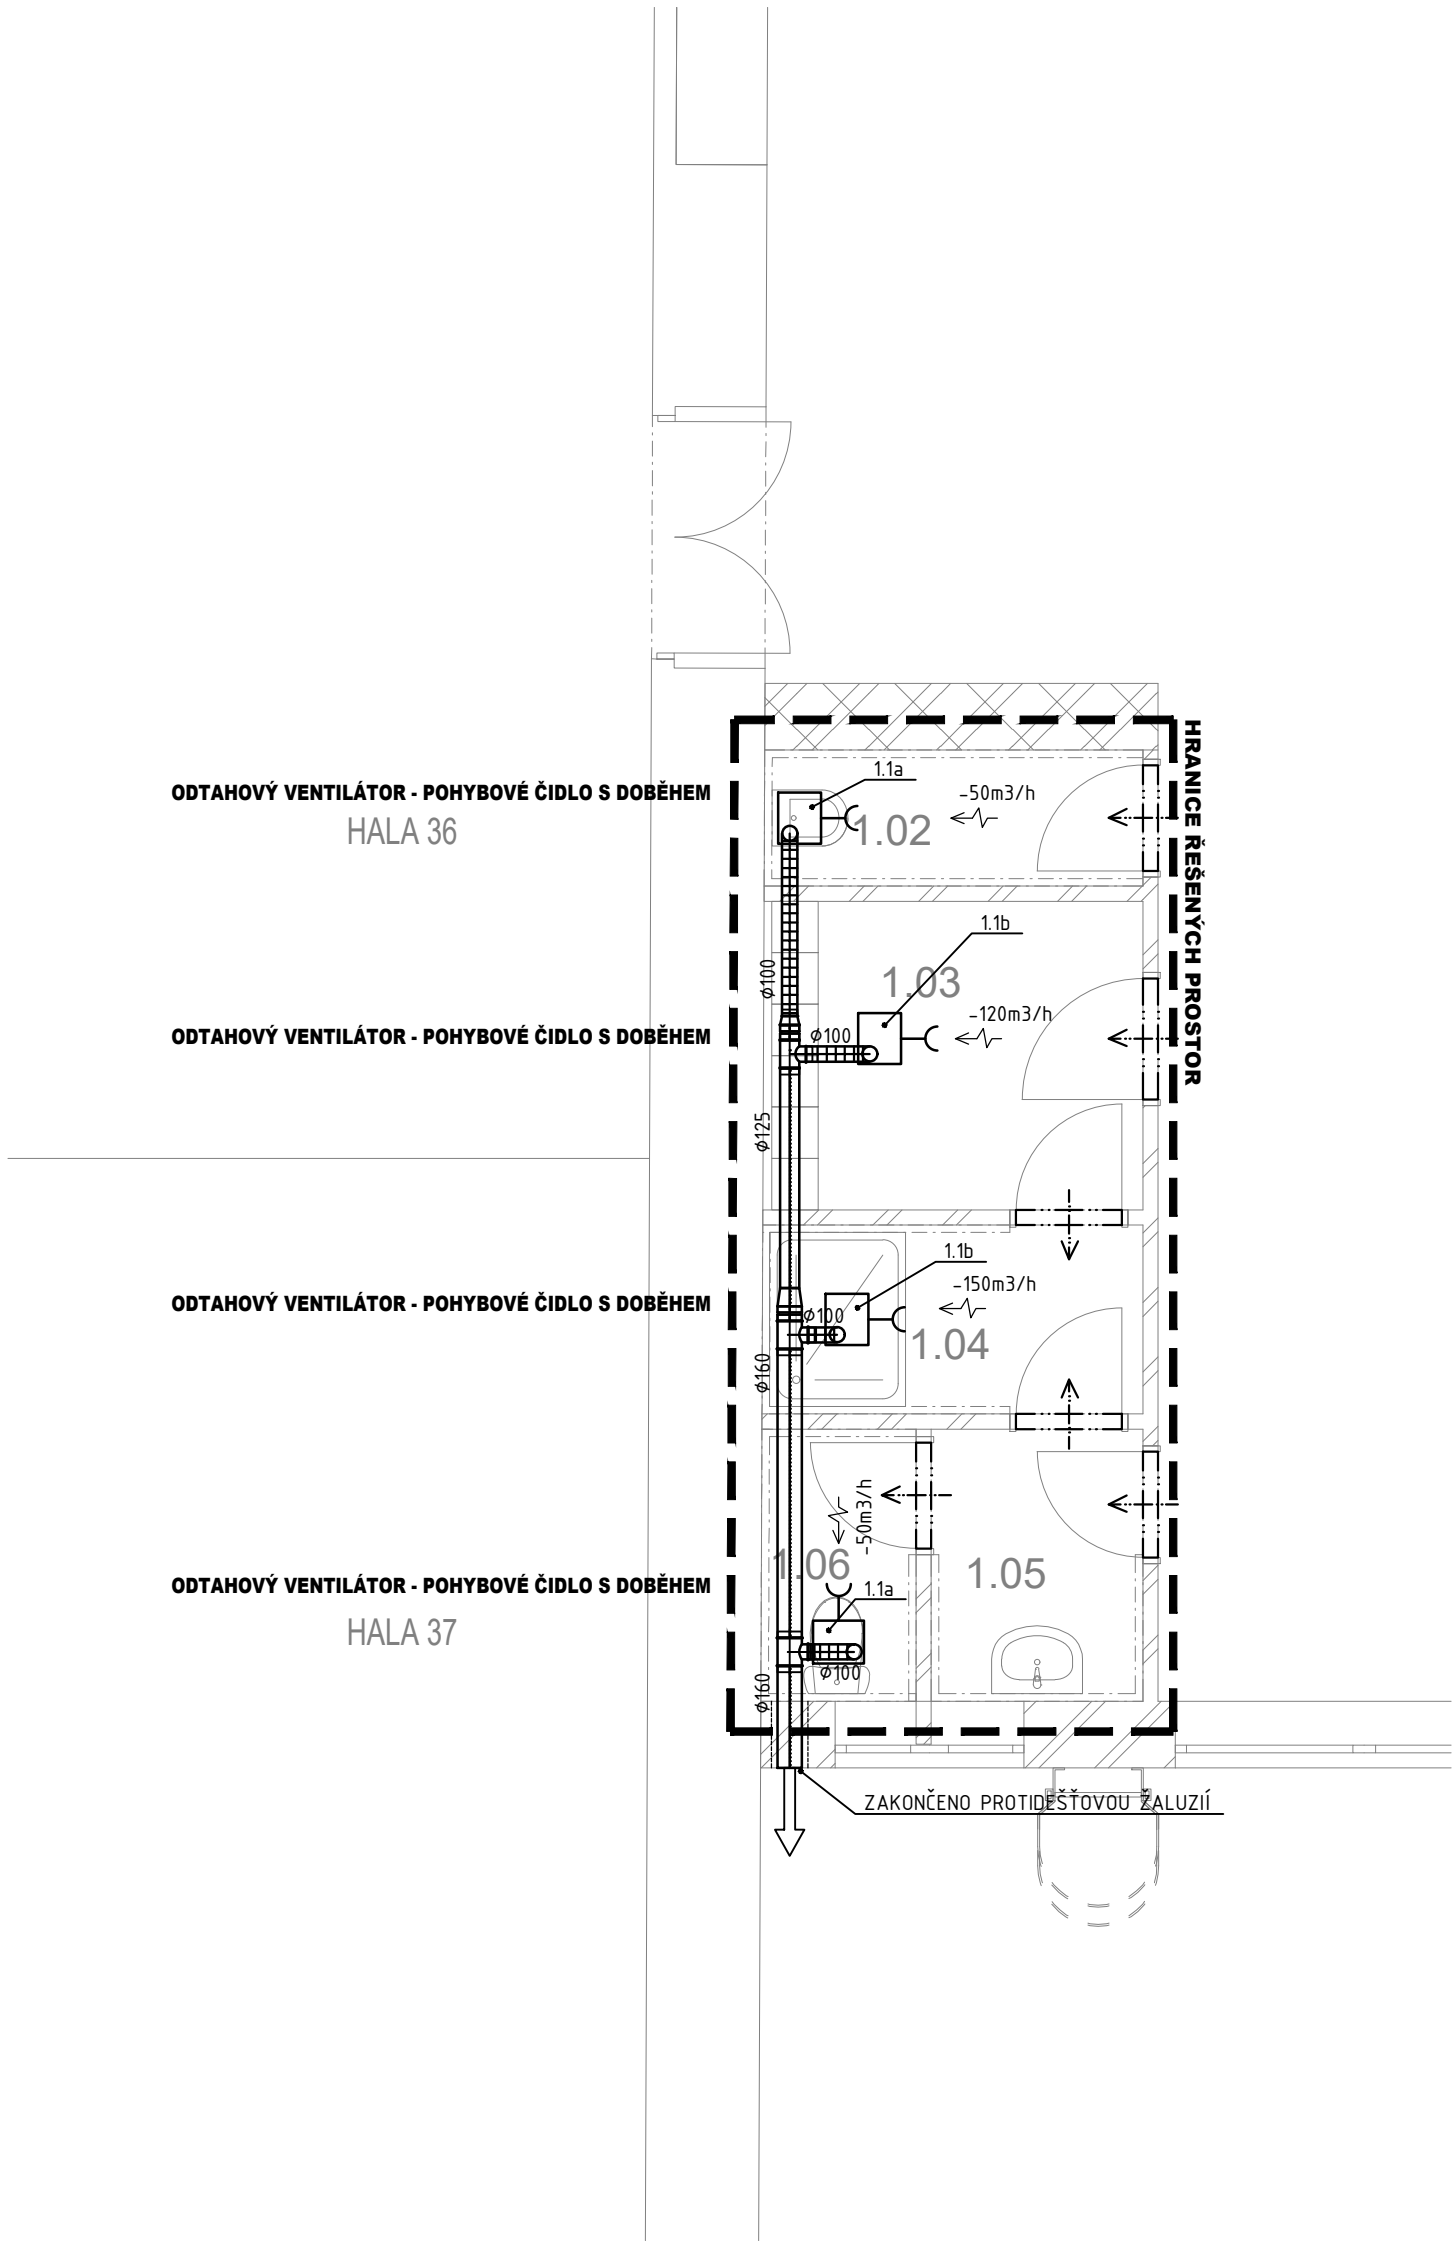 1.1a
ODTAHOVÝ VENTILÁTOR - POHYBOVÉ ČIDLO S DOBĚHEM
-50m3/h
HALA 36
1.02
HRANICE ŘEŠENÝCH PROSTOR
1.1b
ø100
1.03
-120m3/h
ODTAHOVÝ VENTILÁTOR - POHYBOVÉ ČIDLO S DOBĚHEM
ø100
ø125
1.1b
-150m3/h
ODTAHOVÝ VENTILÁTOR - POHYBOVÉ ČIDLO S DOBĚHEM
ø100
1.04
ø160
-50m3/h
1.06
1.05
ODTAHOVÝ VENTILÁTOR - POHYBOVÉ ČIDLO S DOBĚHEM
1.1a
HALA 37
ø100
ø160
ZAKONČENO PROTIDEŠŤOVOU ŽALUZIÍ